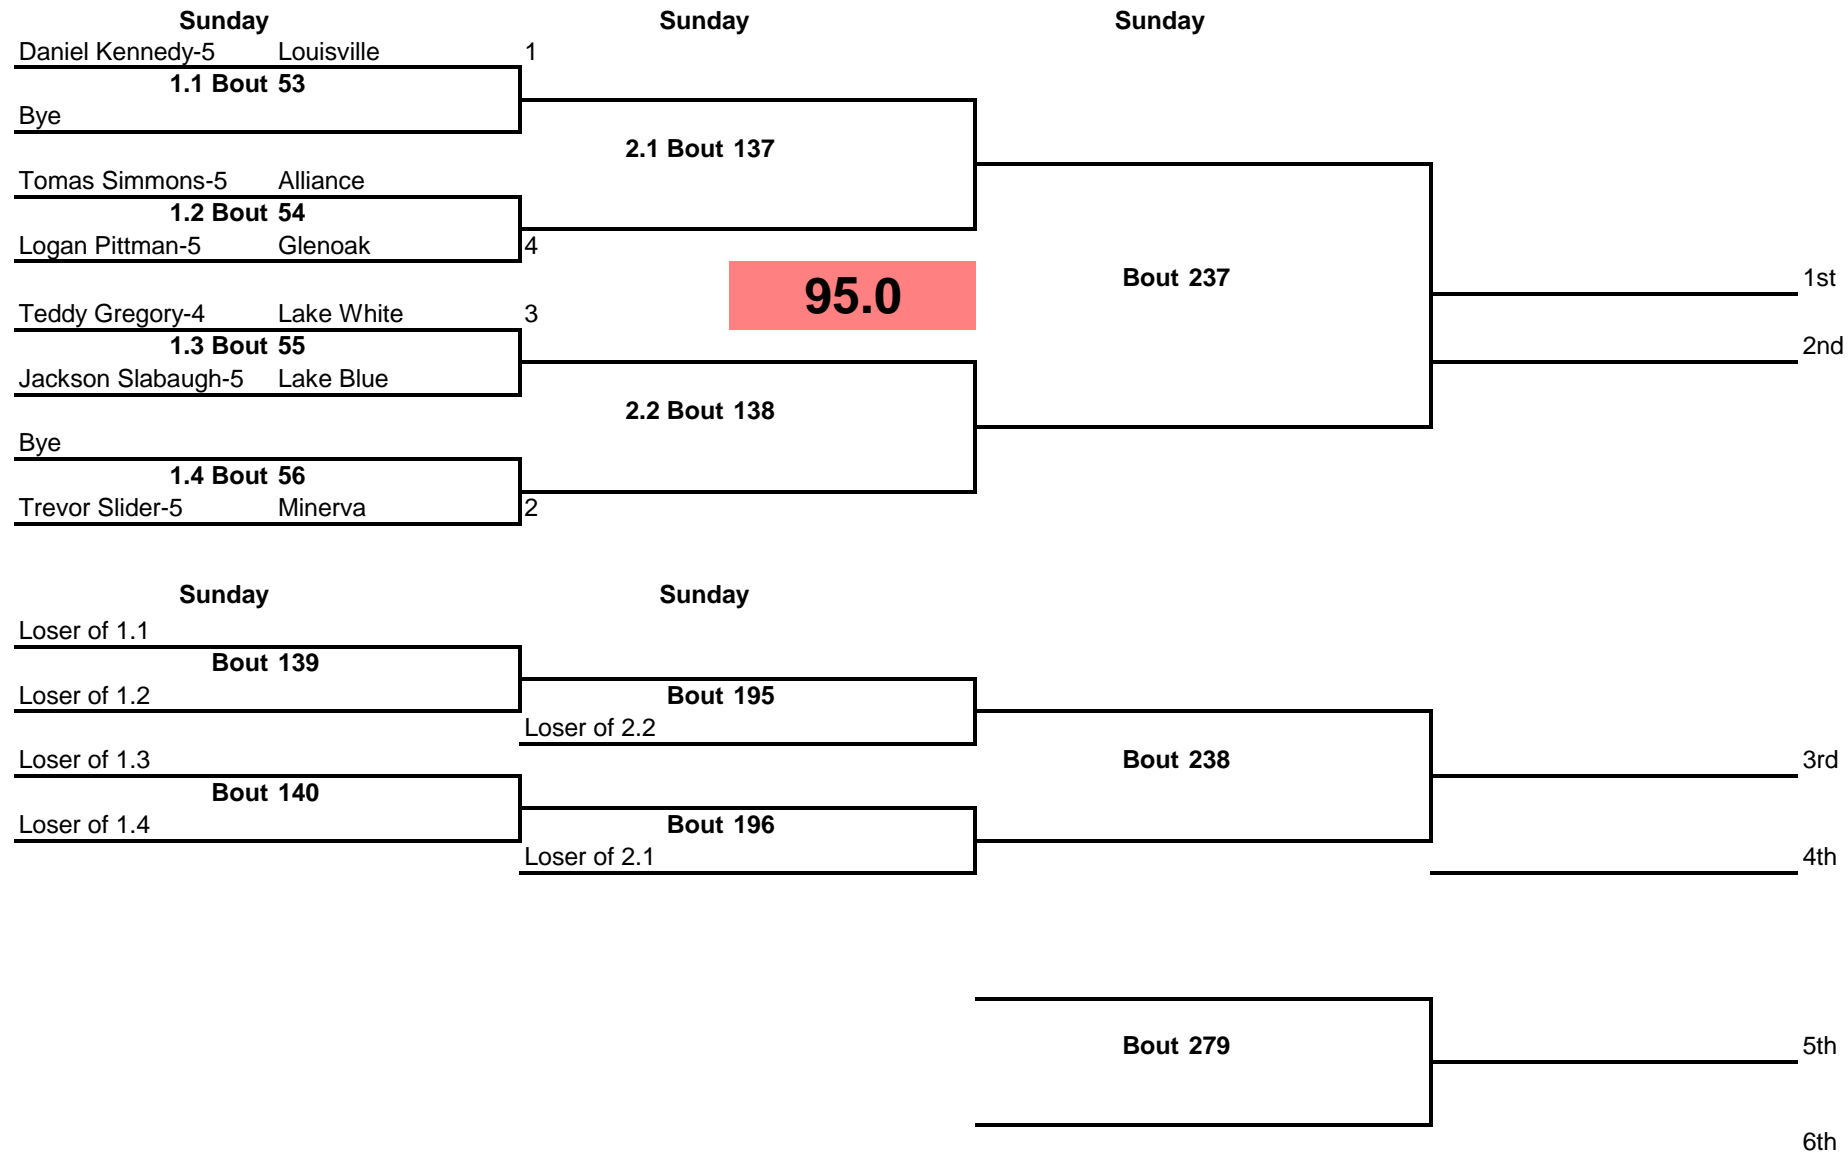 Sunday Sunday Sunday
Daniel Kennedy-5 Louisville 1
1.1 Bout 53
Bye
2.1 Bout 137
Tomas Simmons-5 Alliance
1.2 Bout 54
Logan Pittman-5 Glenoak 4
Bout 237 1st
95.0
Teddy Gregory-4 Lake White 3
1.3 Bout 55 2nd
Jackson Slabaugh-5 Lake Blue
2.2 Bout 138
Bye
1.4 Bout 56
Trevor Slider-5 Minerva 2
Sunday Sunday
Loser of 1.1
Bout 139
Loser of 1.2 Bout 195
Loser of 2.2
Loser of 1.3 Bout 238 3rd
Bout 140
Loser of 1.4 Bout 196
Loser of 2.1 4th
Bout 279 5th
6th